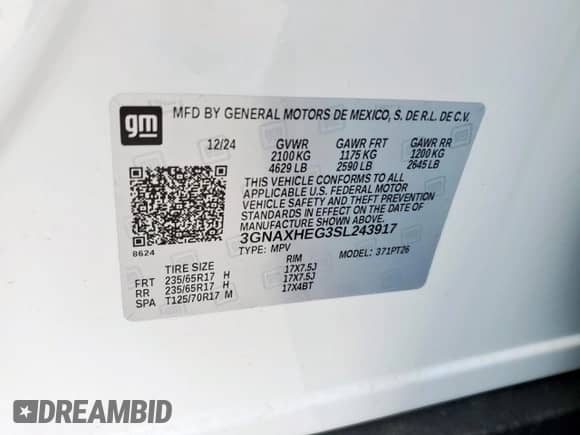 gm
MFD BY GENERAL MOTORS DE MEXICO, S. DE R.L. DE C.V.
12/24 GVWR GAWR FRT GAWR RR
2100 KG 1175 KG 1200 KG
4629 LB 2590 LB 2645 LB
THIS VEHICLE CONFORMS TO ALL
APPLICABLE U.S. FEDERAL MOTOR
VEHICLE SAFETY AND THEFT PREVENTION
STANDARDS IN EFFECT ON THE DATE
OF MANUFACTURE.
3GNAXHEG3SL243917
TYPE: MPV MODEL: 371PT26
8624
TIRE SIZE RIM
FRT 235/65R17 H 17X7.5J
RR 235/65R17 H 17X7.5J
SPA T125/70R17 M 17X4BT
DREAMBID